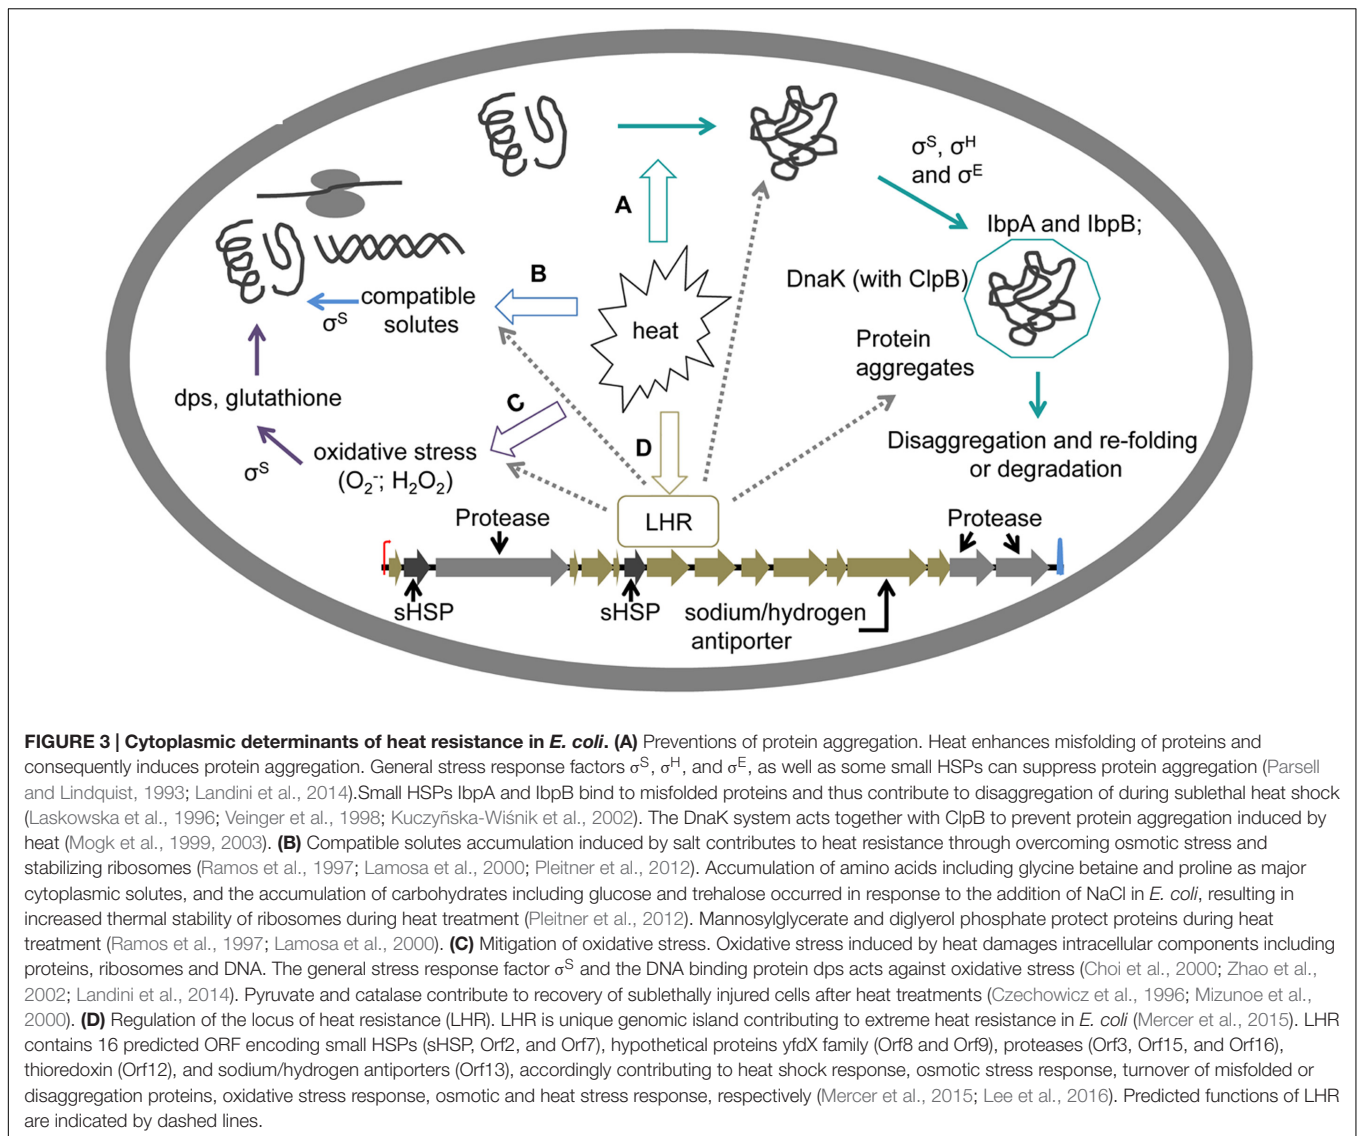 σS, σH
and σE
A
IbpA and IbpB;
B
DnaK (with ClpB)
compatible
solutes
σS
heat
Protein
aggregates
C
dps, glutathione
D
Disaggregation and re-folding
or degradation
oxidative stress
(O2-; H2O2)
σS
LHR
Protease
Protease
sHSP
sHSP
sodium/hydrogen
antiporter
FIGURE 3 | Cytoplasmic determinants of heat resistance in E. coli. (A) Preventions of protein aggregation. Heat enhances misfolding of proteins and
consequently induces protein aggregation. General stress response factors σS, σH, and σE, as well as some small HSPs can suppress protein aggregation (Parsell
and Lindquist, 1993; Landini et al., 2014).Small HSPs IbpA and IbpB bind to misfolded proteins and thus contribute to disaggregation of during sublethal heat shock
(Laskowska et al., 1996; Veinger et al., 1998; Kuczyñska-Wiśnik et al., 2002). The DnaK system acts together with ClpB to prevent protein aggregation induced by
heat (Mogk et al., 1999, 2003). (B) Compatible solutes accumulation induced by salt contributes to heat resistance through overcoming osmotic stress and
stabilizing ribosomes (Ramos et al., 1997; Lamosa et al., 2000; Pleitner et al., 2012). Accumulation of amino acids including glycine betaine and proline as major
cytoplasmic solutes, and the accumulation of carbohydrates including glucose and trehalose occurred in response to the addition of NaCl in E. coli, resulting in
increased thermal stability of ribosomes during heat treatment (Pleitner et al., 2012). Mannosylglycerate and diglyerol phosphate protect proteins during heat
treatment (Ramos et al., 1997; Lamosa et al., 2000). (C) Mitigation of oxidative stress. Oxidative stress induced by heat damages intracellular components including
proteins, ribosomes and DNA. The general stress response factor σS and the DNA binding protein dps acts against oxidative stress (Choi et al., 2000; Zhao et al.,
2002; Landini et al., 2014). Pyruvate and catalase contribute to recovery of sublethally injured cells after heat treatments (Czechowicz et al., 1996; Mizunoe et al.,
2000). (D) Regulation of the locus of heat resistance (LHR). LHR is unique genomic island contributing to extreme heat resistance in E. coli (Mercer et al., 2015). LHR
contains 16 predicted ORF encoding small HSPs (sHSP, Orf2, and Orf7), hypothetical proteins yfdX family (Orf8 and Orf9), proteases (Orf3, Orf15, and Orf16),
thioredoxin (Orf12), and sodium/hydrogen antiporters (Orf13), accordingly contributing to heat shock response, osmotic stress response, turnover of misfolded or
disaggregation proteins, oxidative stress response, osmotic and heat stress response, respectively (Mercer et al., 2015; Lee et al., 2016). Predicted functions of LHR
are indicated by dashed lines.